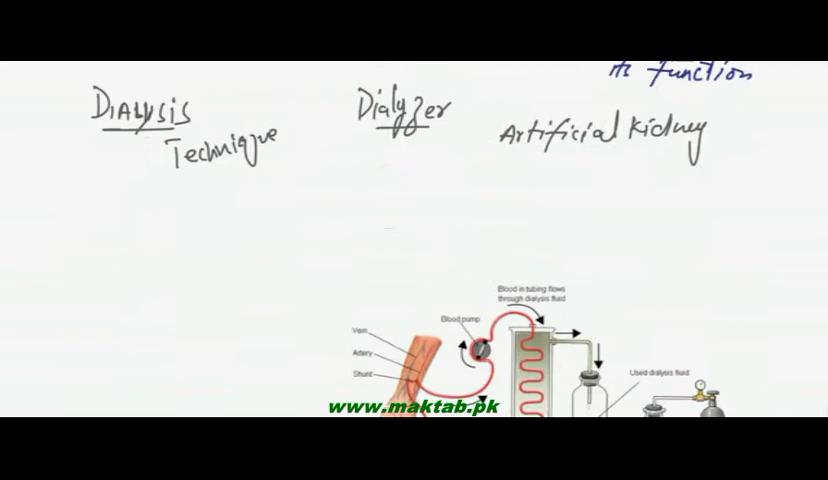 Its function
DIALYSIS
Technique
Dialyzer
Artificial Kidney
Blood in tubing flows
through dialysis fluid
Blood pump
Vein
Artery
Shunt
Used dialysis fluid
www.maktab.pk